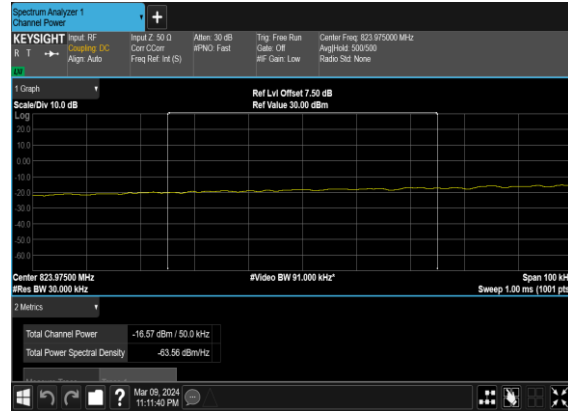 Spectrum Analyzer 1
Channel Power
KEYSIGHT Input: RF Input Z: 50 Ω Atten: 30 dB Trig: Free Run Center Freq: 823.975000 MHz
R T Coupling: DC Corr CCorr #PNO: Fast Gate: Off Avg|Hold: 500/500
Align: Auto Freq Ref: Int (S) #IF Gain: Low Radio Std: None
LM
1 Graph
Ref Lvl Offset 7.50 dB
Scale/Div 10.0 dB Ref Value 30.00 dBm
Log
20.0
10.0
0.00
-10.0
-20.0
-30.0
-40.0
-50.0
-60.0
Center 823.97500 MHz #Video BW 91.000 kHz* Span 100 kH
#Res BW 30.000 kHz Sweep 1.00 ms (1001 pts
2 Metrics
Total Channel Power -16.57 dBm / 50.0 kHz
Total Power Spectral Density -63.56 dBm/Hz
Mar 09, 2024
11:11:40 PM